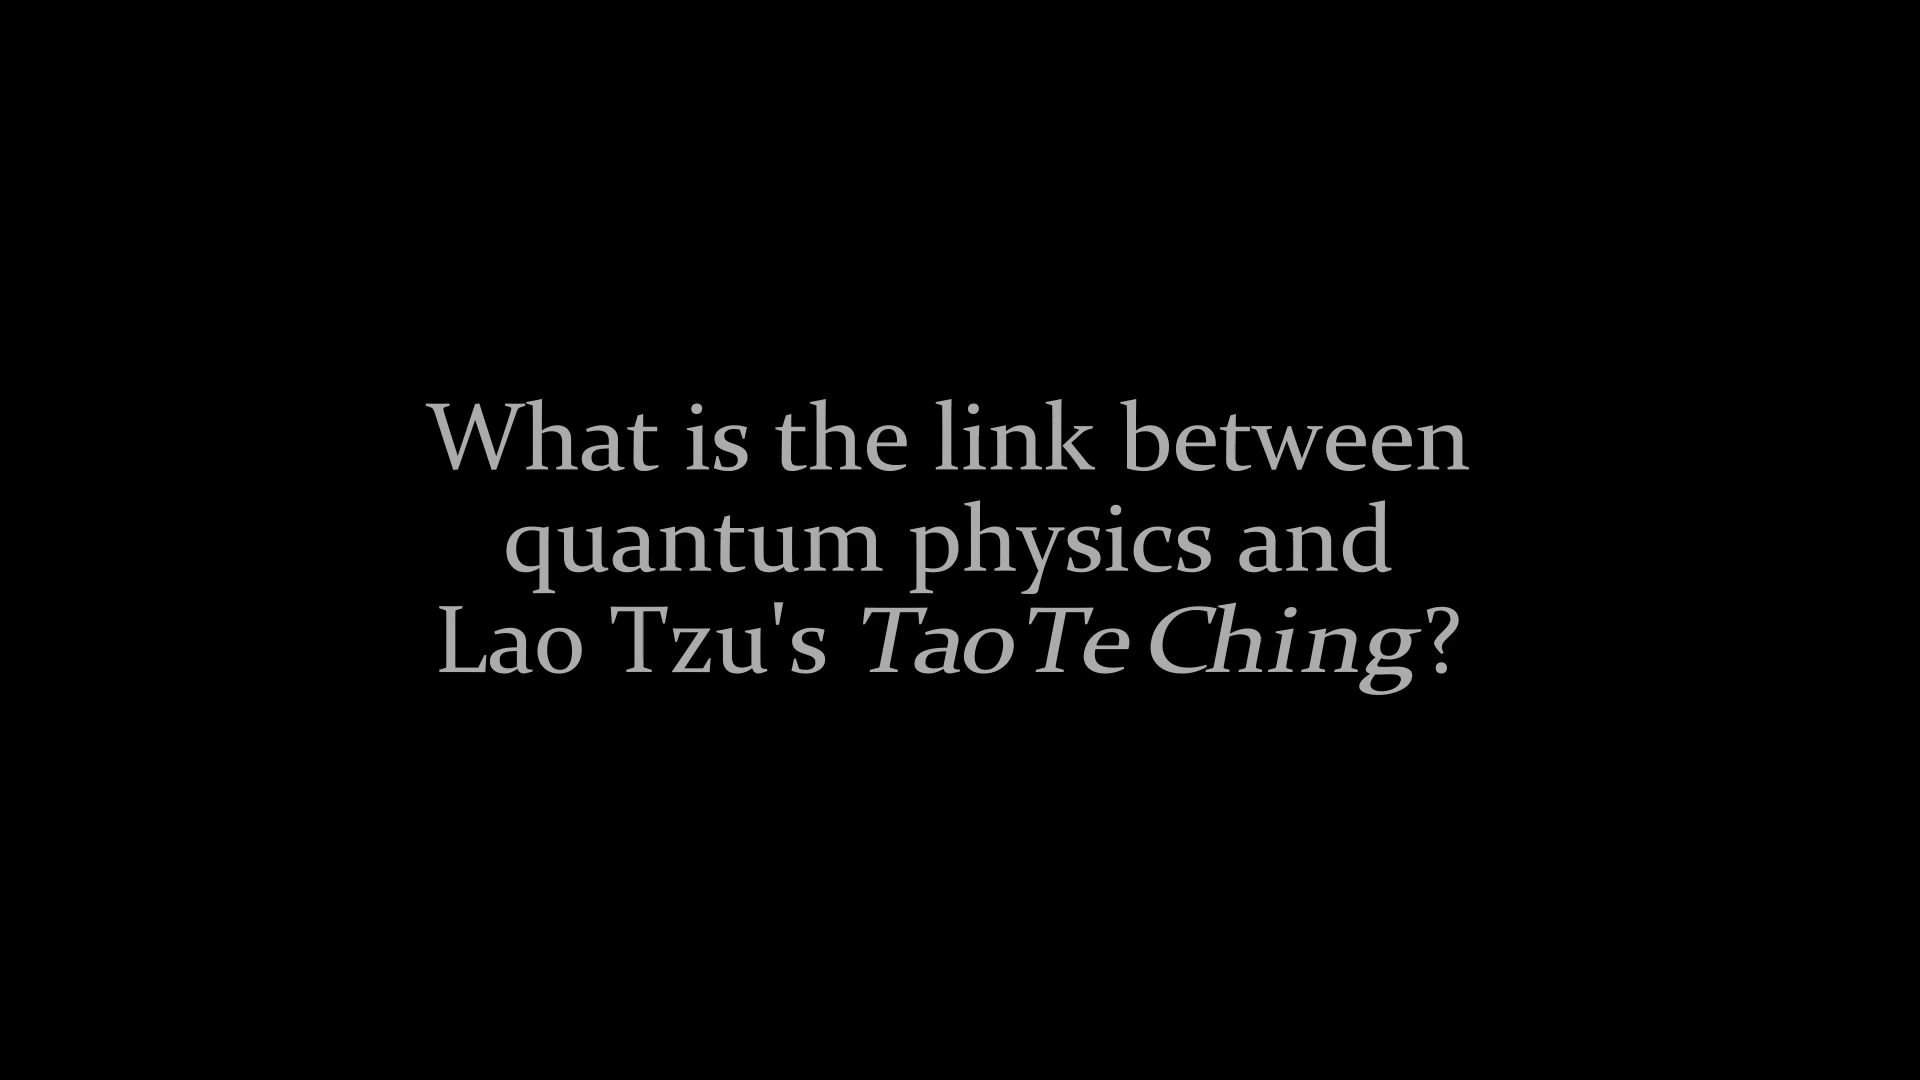 What is the link between
quantum physics and
Lao Tzu's Tao Te Ching?